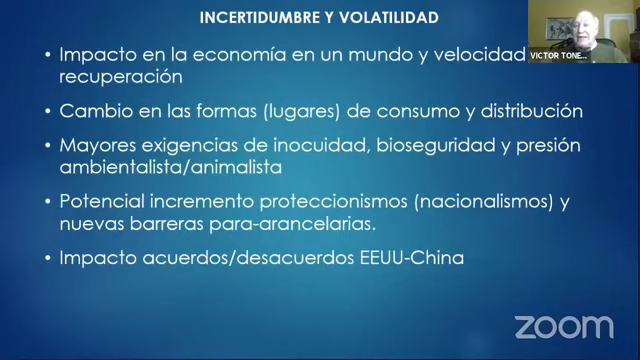 INCERTIDUMBRE Y VOLATILIDAD
• Impacto en la economía en un mundo y velocidad
recuperación
• Cambio en las formas (lugares) de consumo y distribución
• Mayores exigencias de inocuidad, bioseguridad y presión
ambientalista/animalista
• Potencial incremento proteccionismos (nacionalismos) y
nuevas barreras para-arancelarias.
• Impacto acuerdos/desacuerdos EEUU-China
VICTOR TONE...
zoom